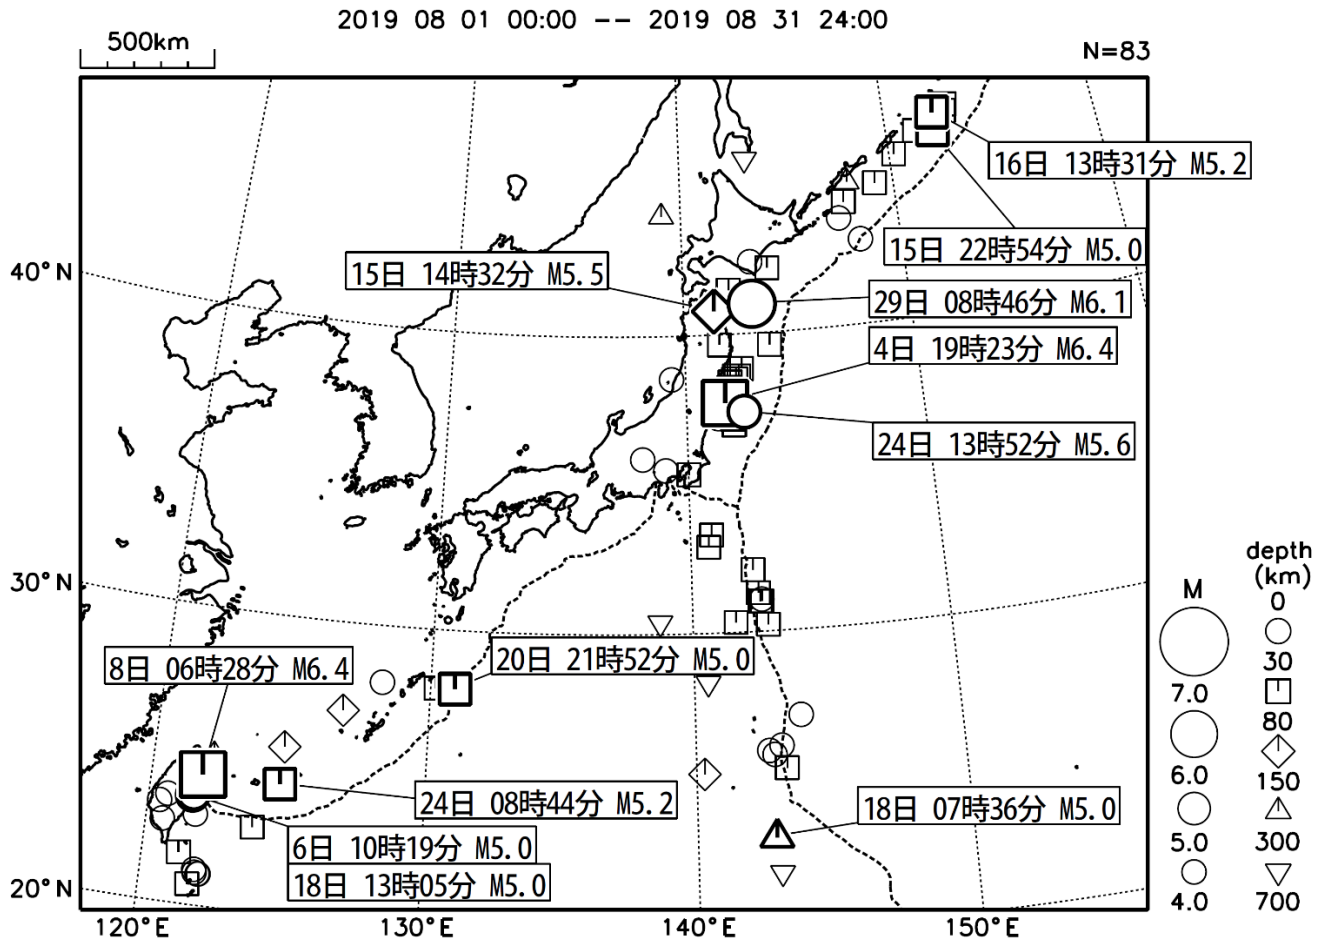 2019 08 01 00:00 -- 2019 08 31 24:00
500km
N=83
16日 13時31分 M5.2
15日 22時54分 M5.0
15日 14時32分 M5.5
40°N
29日 08時46分 M6.1
4日 19時23分 M6.4
24日 13時52分 M5.6
depth
(km)
30°N
M
0
30
20日 21時52分 M5.0
8日 06時28分 M6.4
7.0
80
6.0
150
24日 08時44分 M5.2
18日 07時36分 M5.0
6日 10時19分 M5.0
5.0
300
18日 13時05分 M5.0
20°N
4.0
700
120°E
130°E
140°E
150°E